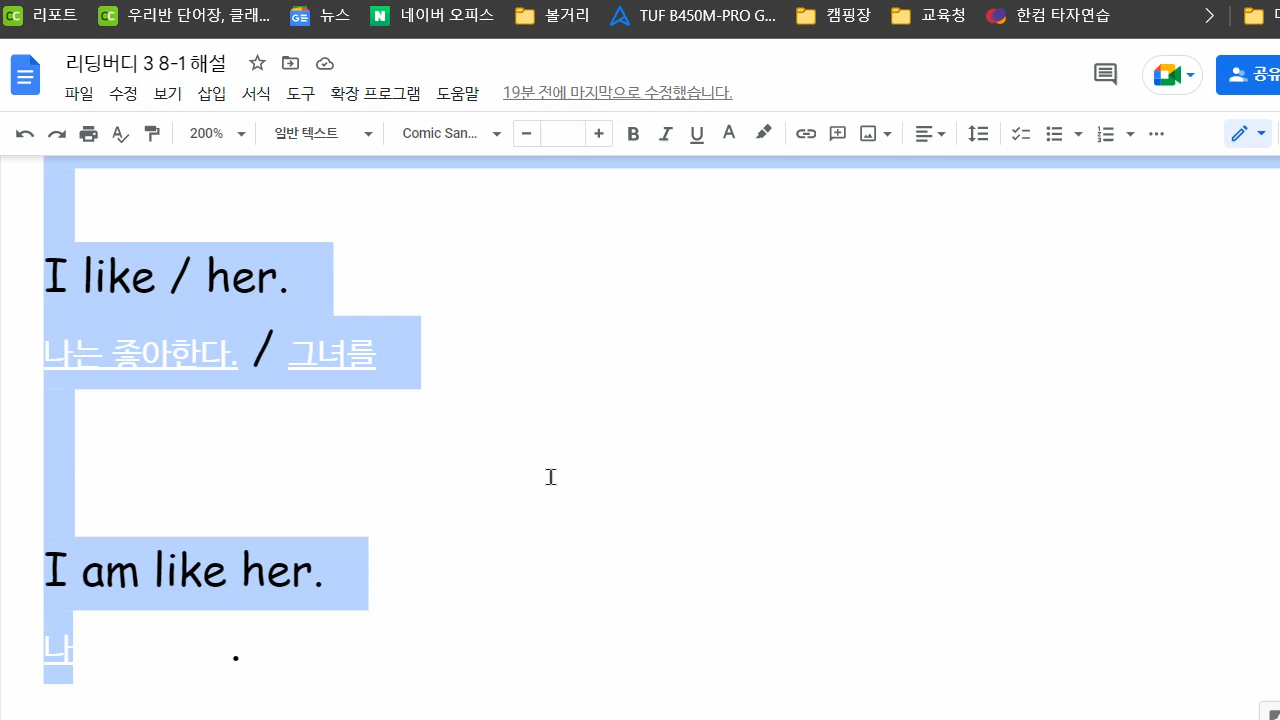 리포트 우리반 단어장, 클래... 뉴스 네이버 오피스 볼거리 TUF B450M-PRO G... 캠핑장 교육청 한컴 타자연습
리딩버디 3 8-1 해설
공유
파일 수정 보기 삽입 서식 도구 확장 프로그램 도움말 19분 전에 마지막으로 수정했습니다.
200% 일반 텍스트 Comic San... B I U A
I like / her.
나는 좋아한다. / 그녀를
I am like her.
나 .